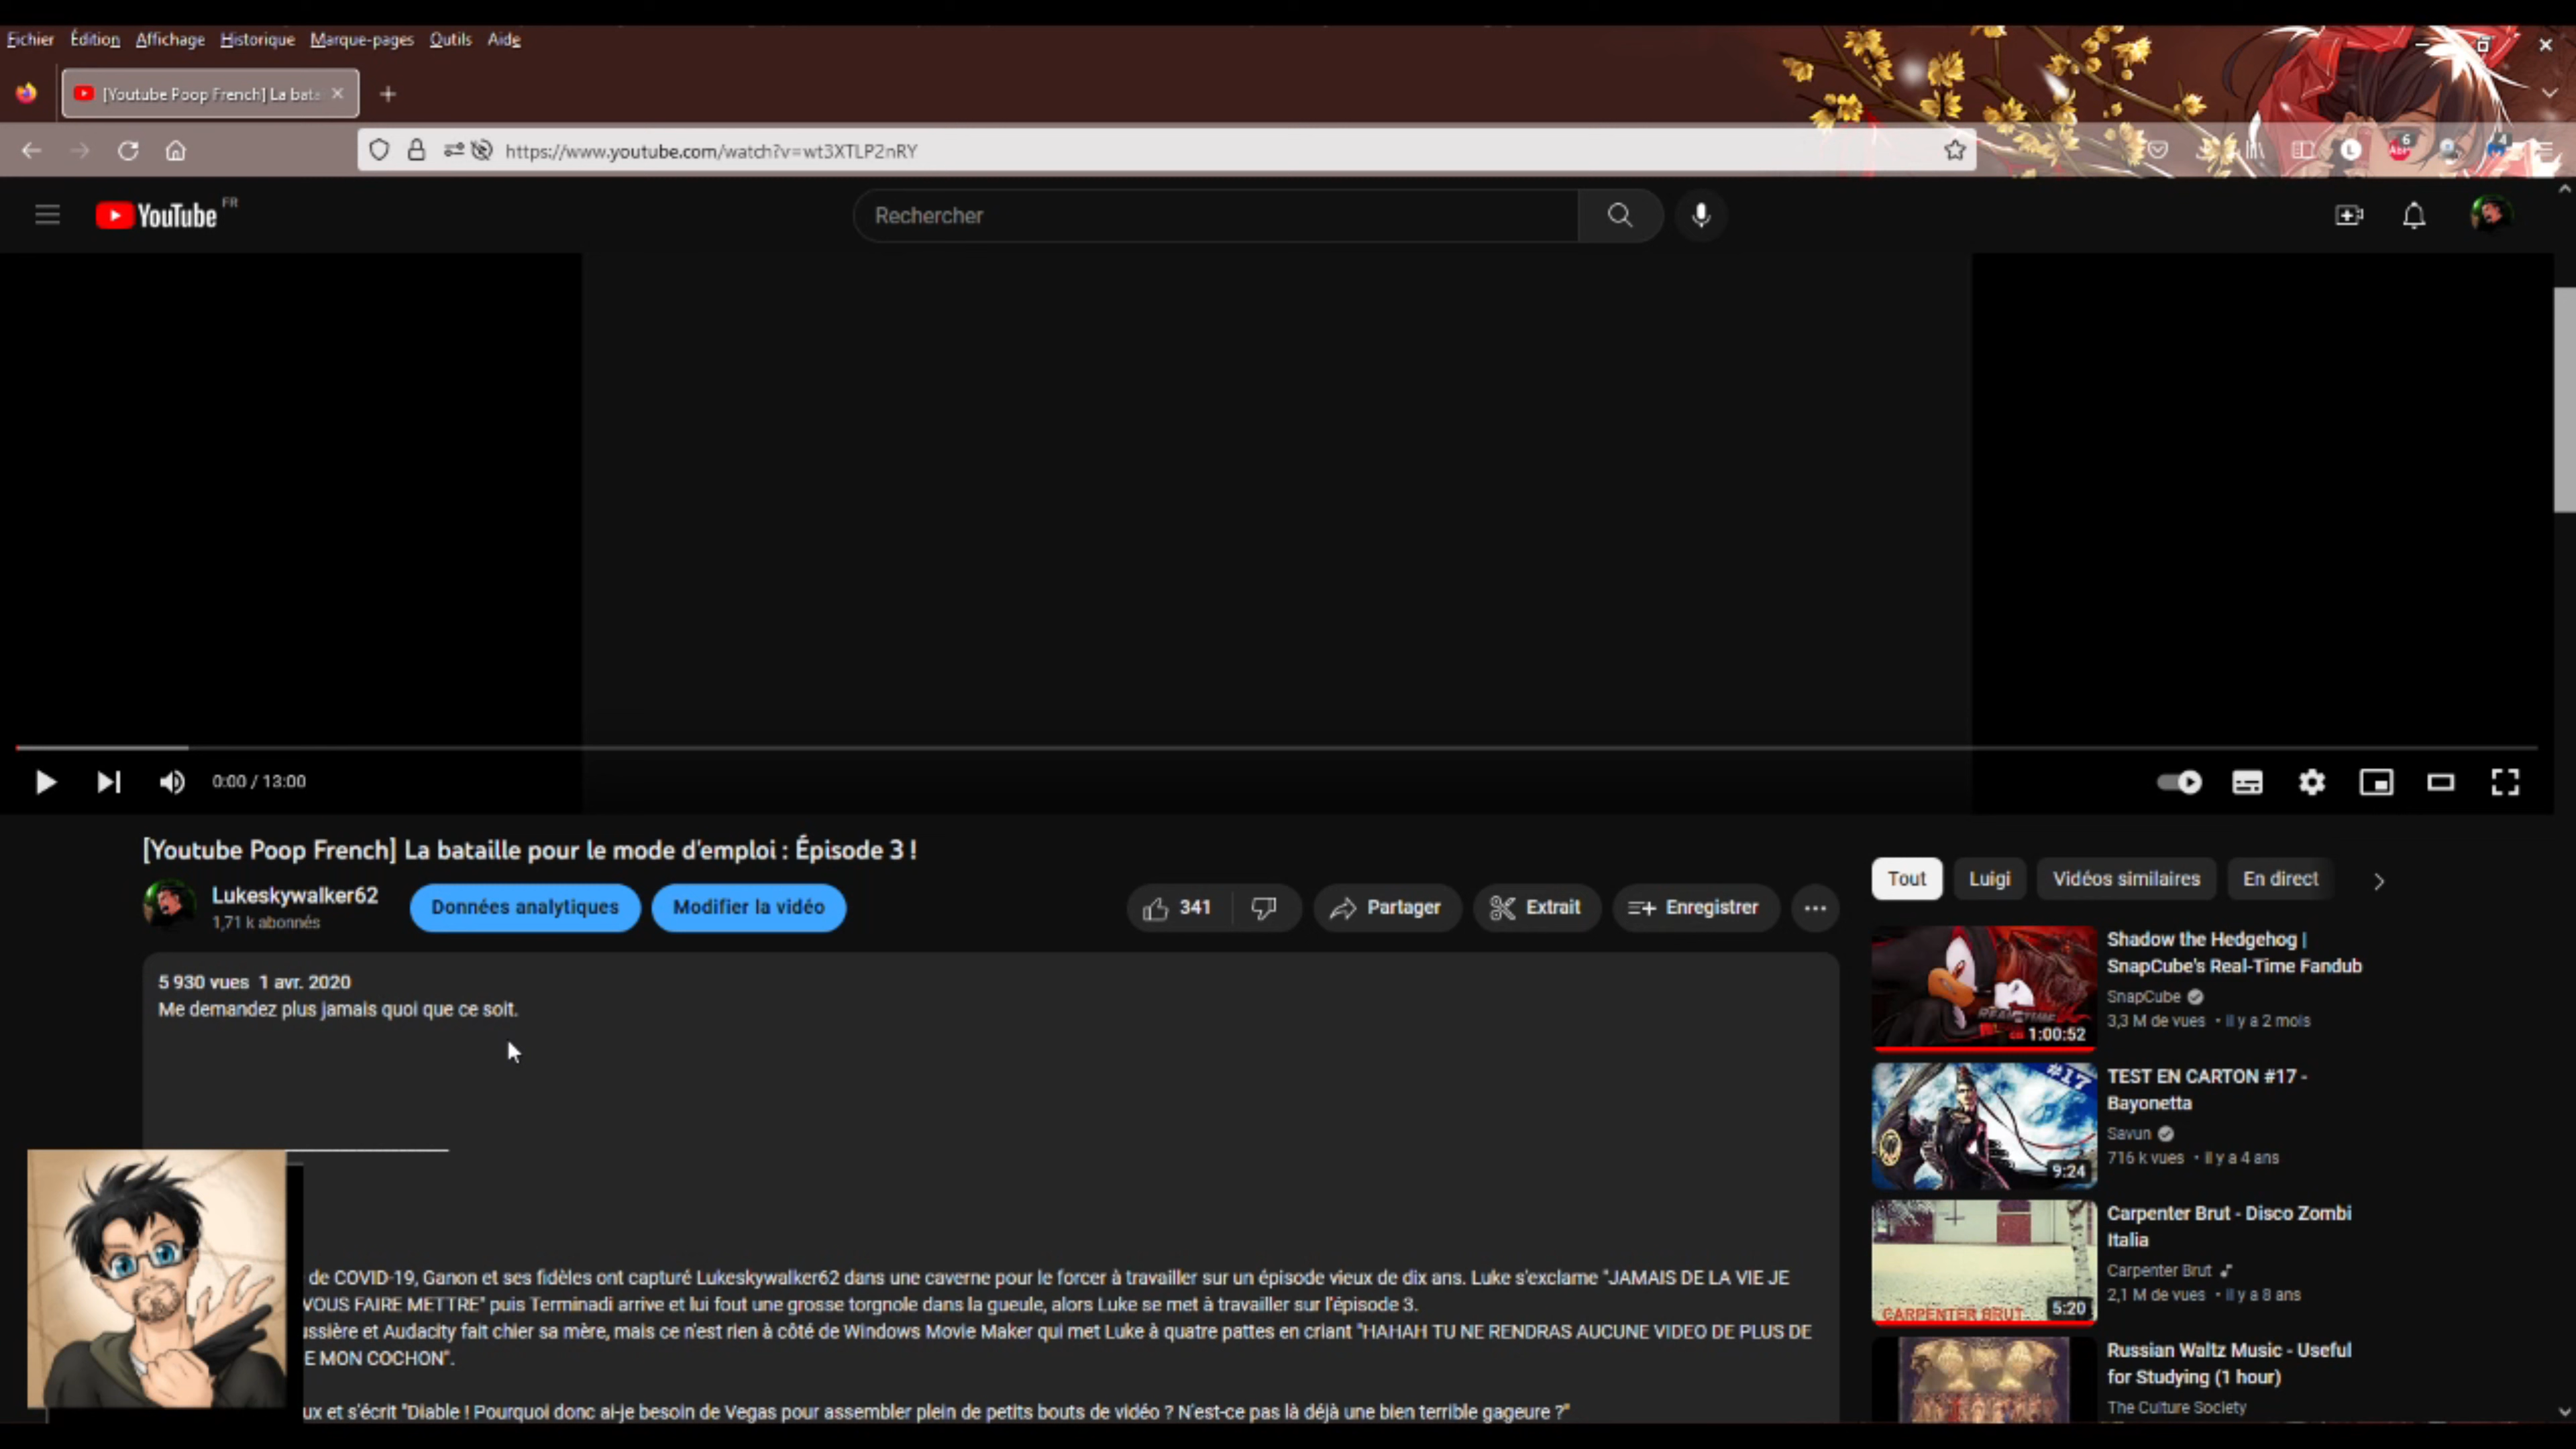 Fichier Édition Affichage Historique Marque-pages Outils Aide
[Youtube Poop French] La bata
https://www.youtube.com/watch?v=wt3XTLP2nRY
6
4
YouTube FR
Rechercher
0:00 / 13:00
[Youtube Poop French] La bataille pour le mode d'emploi : Épisode 3 !
Lukeskywalker62
1,71 k abonnés
Données analytiques
Modifier la vidéo
341
Partager
Extrait
Enregistrer
5 930 vues 1 avr. 2020
Me demandez plus jamais quoi que ce soit.
de COVID-19, Ganon et ses fidèles ont capturé Lukeskywalker62 dans une caverne pour le forcer à travailler sur un épisode vieux de dix ans. Luke s'exclame "JAMAIS DE LA VIE JE
VOUS FAIRE METTRE" puis Terminadi arrive et lui fout une grosse torgnole dans la gueule, alors Luke se met à travailler sur l'épisode 3.
ussière et Audacity fait chier sa mère, mais ce n'est rien à côté de Windows Movie Maker qui met Luke à quatre pattes en criant "HAHAH TU NE RENDRAS AUCUNE VIDEO DE PLUS DE
E MON COCHON".
ux et s'écrit "Diable ! Pourquoi donc ai-je besoin de Vegas pour assembler plein de petits bouts de vidéo ? N'est-ce pas là déjà une bien terrible gageure ?"
Tout
Luigi
Vidéos similaires
En direct
1:00:52
Shadow the Hedgehog |
SnapCube's Real-Time Fandub
SnapCube
3,3 M de vues • il y a 2 mois
#17
9:24
TEST EN CARTON #17 -
Bayonetta
Savun
716 k vues • il y a 4 ans
CARPENTER BRUT
5:20
Carpenter Brut - Disco Zombi
Italia
Carpenter Brut
2,1 M de vues • il y a 8 ans
Russian Waltz Music - Useful
for Studying (1 hour)
The Culture Society